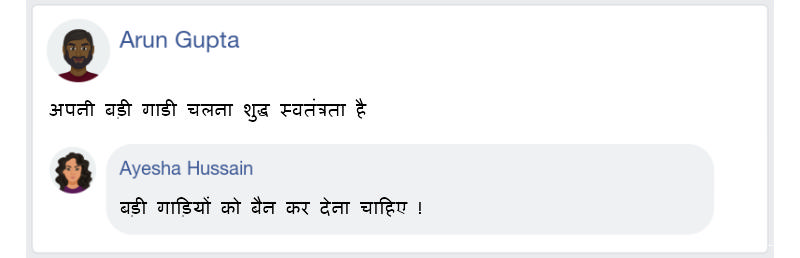 Arun Gupta
अपनी बड़ी गाडी चलना शुद्ध स्वतंत्रता है
Ayesha Hussain
बड़ी गाड़ियों को बैन कर देना चाहिए !